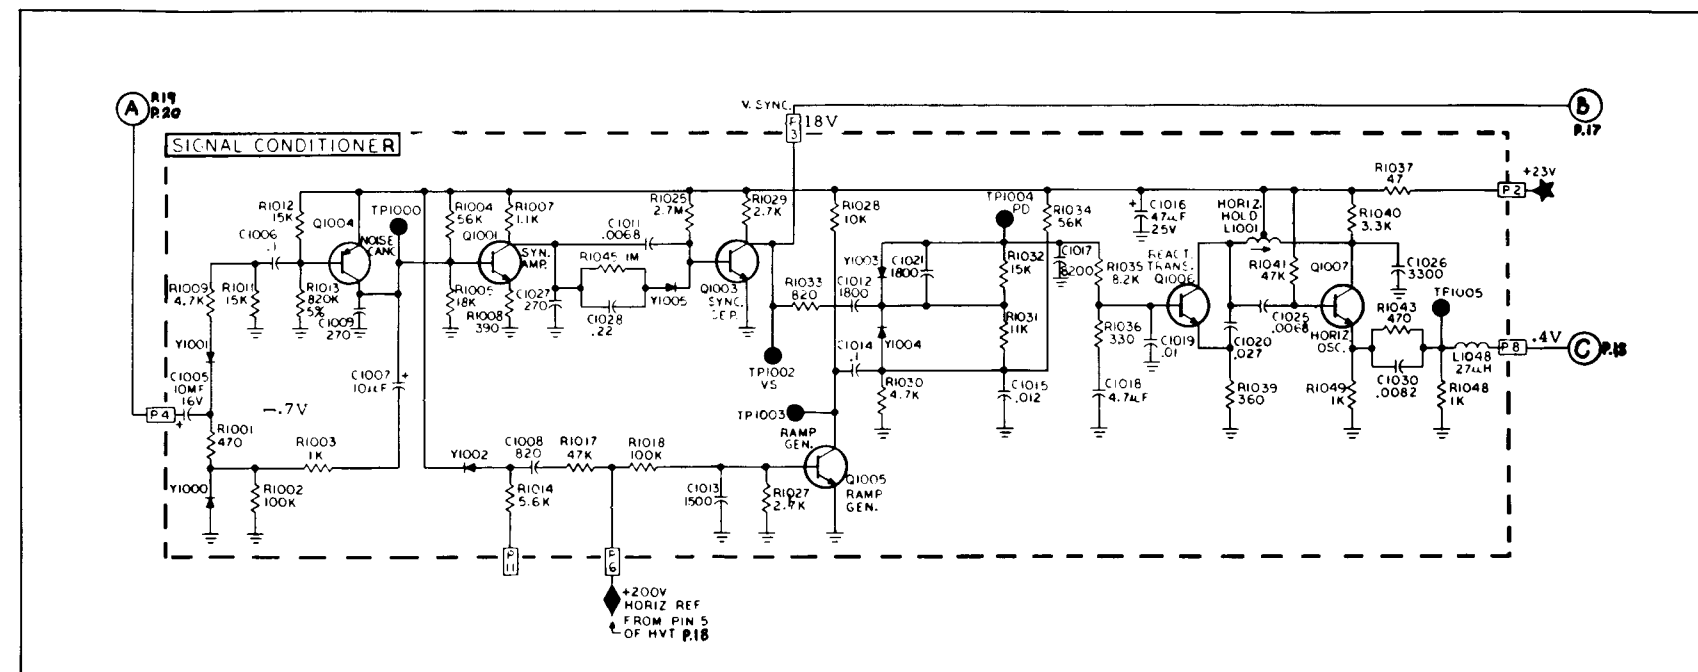 A R19
P.20
V. SYNC.
P
3
18V
B
P.17
SIGNAL CONDITIONER
R1037
47
P2
+23V
R1012
15K
C1006
.1
Q1004
NOISE
CANC
TP1000
R1004
56K
R1007
1.1K
Q1001
SYN.
AMP.
R1025
2.7M
C1011
.0068
R1029
2.7K
R1028
10K
TP1004
PD
R1034
56K
C1016
47µF
25V
HORIZ.
HOLD
L1001
R1040
3.3K
R1009
4.7K
R1011
15K
R1013
820K
5%
C1009
270
R1005
18K
R1008
390
C1027
270
R1045 1M
C1028
.22
Y1005
Q1003
SYNC.
SEP.
R1033
820
C1012
1800
Y1003
C1021
1800
R1032
15K
C1017
8200
R1035
8.2K
REACT.
TRANS.
Q1006
R1041
47K
Q1007
C1026
3300
C1025
.0068
HORIZ.
OSC.
R1043
470
TP1005
Y1001
C1005
10MF
16V
C1007
10µF
+
TP1002
VS
C1014
.1
Y1004
R1031
11K
R1036
330
C1019
.01
C1020
.027
C1030
.0082
L1048
27µH
P8
.4V
C P.15
P4
+
-.7V
R1001
470
R1003
1K
TP1003
R1030
4.7K
C1015
.012
C1018
4.7µF
R1039
360
R1049
1K
R1048
1K
RAMP
GEN.
Y1000
R1002
100K
Y1002
C1008
820
R1017
47K
R1018
100K
R1014
5.6K
C1013
1500
R1027
2.7K
Q1005
RAMP
GEN.
P
11
P
6
+200V
HORIZ REF
FROM PIN 5
OF HVT P.18